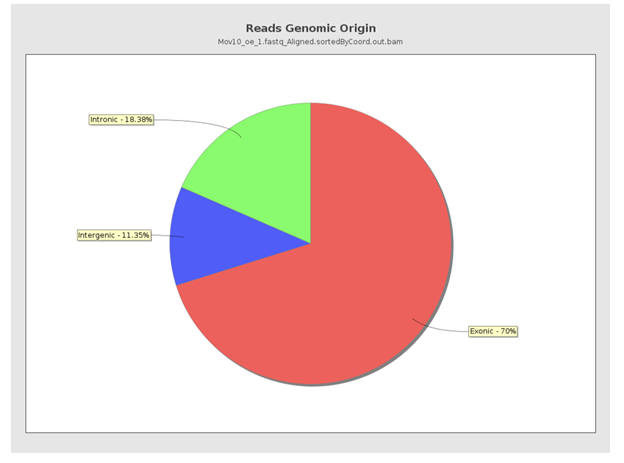 Reads Genomic Origin
Mov10_oe_1.fastq_Aligned.sortedByCoord.out.bam
Intronic - 18.38%
Intergenic - 11.35%
Exonic - 70%